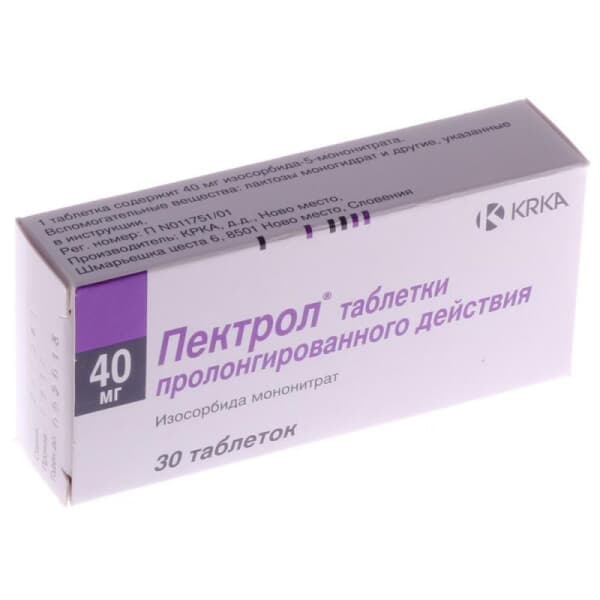 1 таблетка содержит 40 мг изосорбида-5-мононитрата.
Вспомогательные вещества: лактозы моногидрат и другие, указанные
в инструкции.
Рег. номер: П N011751/01
Производитель: КРКА, д.д., Ново место,
Шмарьешка цеста 6, 8501 Ново место, Словения
KRKA
Пектрол® таблетки
пролонгированного действия
40
мг
Изосорбида мононитрат
30 таблеток